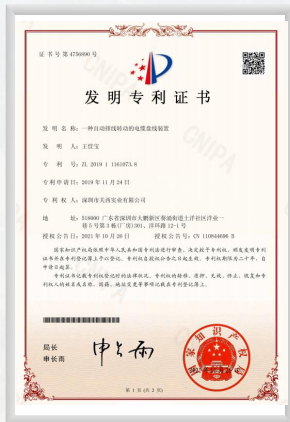 证书号第4756890号
发明专利证书
发明名称：一种自动排线转动的电缆盘线装置
发明人：王佳宝
专利号：ZL 2019 1 1161073.8
专利申请日：2019年11月24日
专利权人：深圳市关西实业有限公司
地址：518000 广东省深圳市大鹏新区葵涌街道土洋社区洋业一
巷5号第3栋(厂房)301、洋环路12-1号
授权公告日：2021年10月26日 授权公告号：CN 110844696 B
国家知识产权局依照中华人民共和国专利法进行审查，决定授予专利权，颁发发明专利
证书并在专利登记簿上予以登记。专利权自授权公告之日起生效。专利权期限为二十年，自
申请日起算。
专利证书记载专利权登记时的法律状况。专利权的转移、质押、无效、终止、恢复和专利
权人的姓名或名称、国籍、地址变更等事项记载在专利登记簿上。
局长
申长雨
国家知识产权局
第1页(共2页)
CNIPA